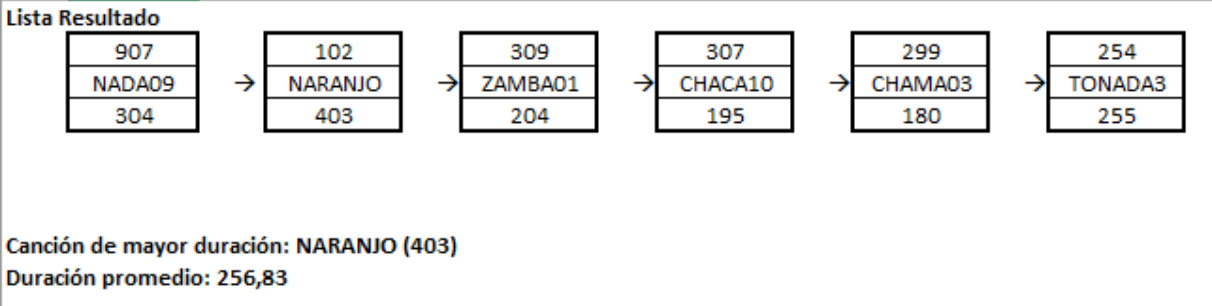 Lista Resultado
907 102 309 307 299 254
NADA09 → NARANJO → ZAMBA01 → CHACA10 → CHAMA03 → TONADA3
304 403 204 195 180 255
Canción de mayor duración: NARANJO (403)
Duración promedio: 256,83